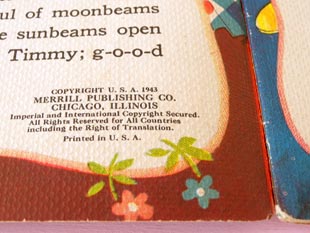 ul of moonbeams
e sunbeams open
Timmy; g-o-o-d
COPYRIGHT U. S. A. 1943
MERRILL PUBLISHING CO.
CHICAGO, ILLINOIS
Imperial and International Copyright Secured.
All Rights Reserved for All Countries
including the Right of Translation.
Printed in U. S. A.